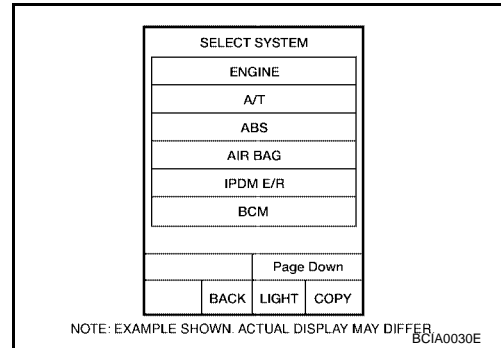 SELECT SYSTEM
ENGINE
A/T
ABS
AIR BAG
IPDM E/R
BCM
Page Down
BACK LIGHT COPY
NOTE: EXAMPLE SHOWN. ACTUAL DISPLAY MAY DIFFER.
BCIA0030E